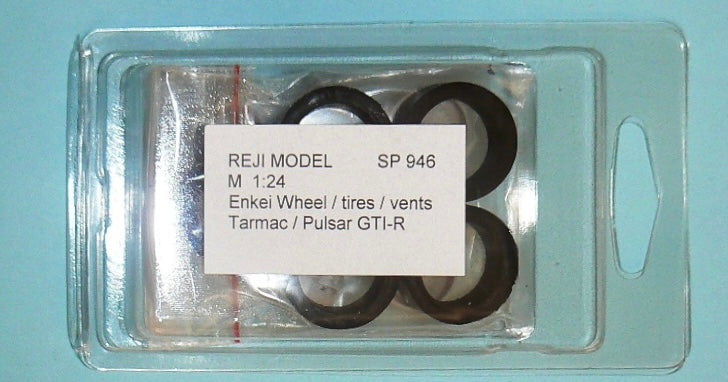 REJI MODEL SP 946
M 1:24
Enkei Wheel / tires / vents
Tarmac / Pulsar GTI-R